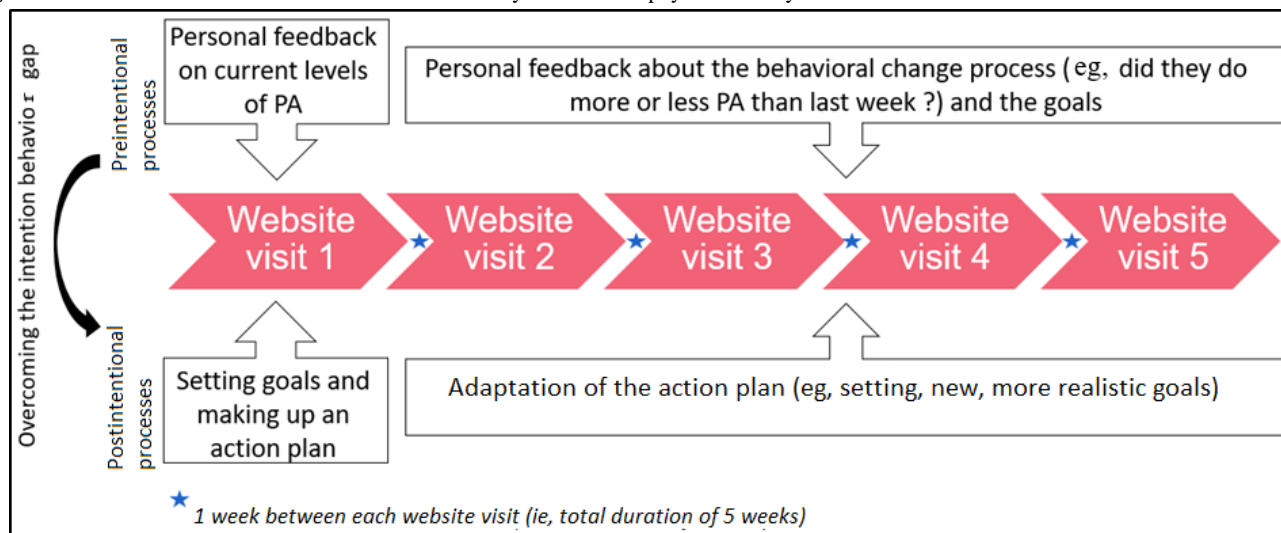 Personal feedback
on current levels
of PA
Personal feedback about the behavioral change process (eg, did they do
more or less PA than last week ?) and the goals
Overcoming the intention behavior gap
Preintentional
processes
Website
visit 1
Website
visit 2
Website
visit 3
Website
visit 4
Website
visit 5
Postintentional
processes
Setting goals and
making up an
action plan
Adaptation of the action plan (eg, setting, new, more realistic goals)
1 week between each website visit (ie, total duration of 5 weeks)